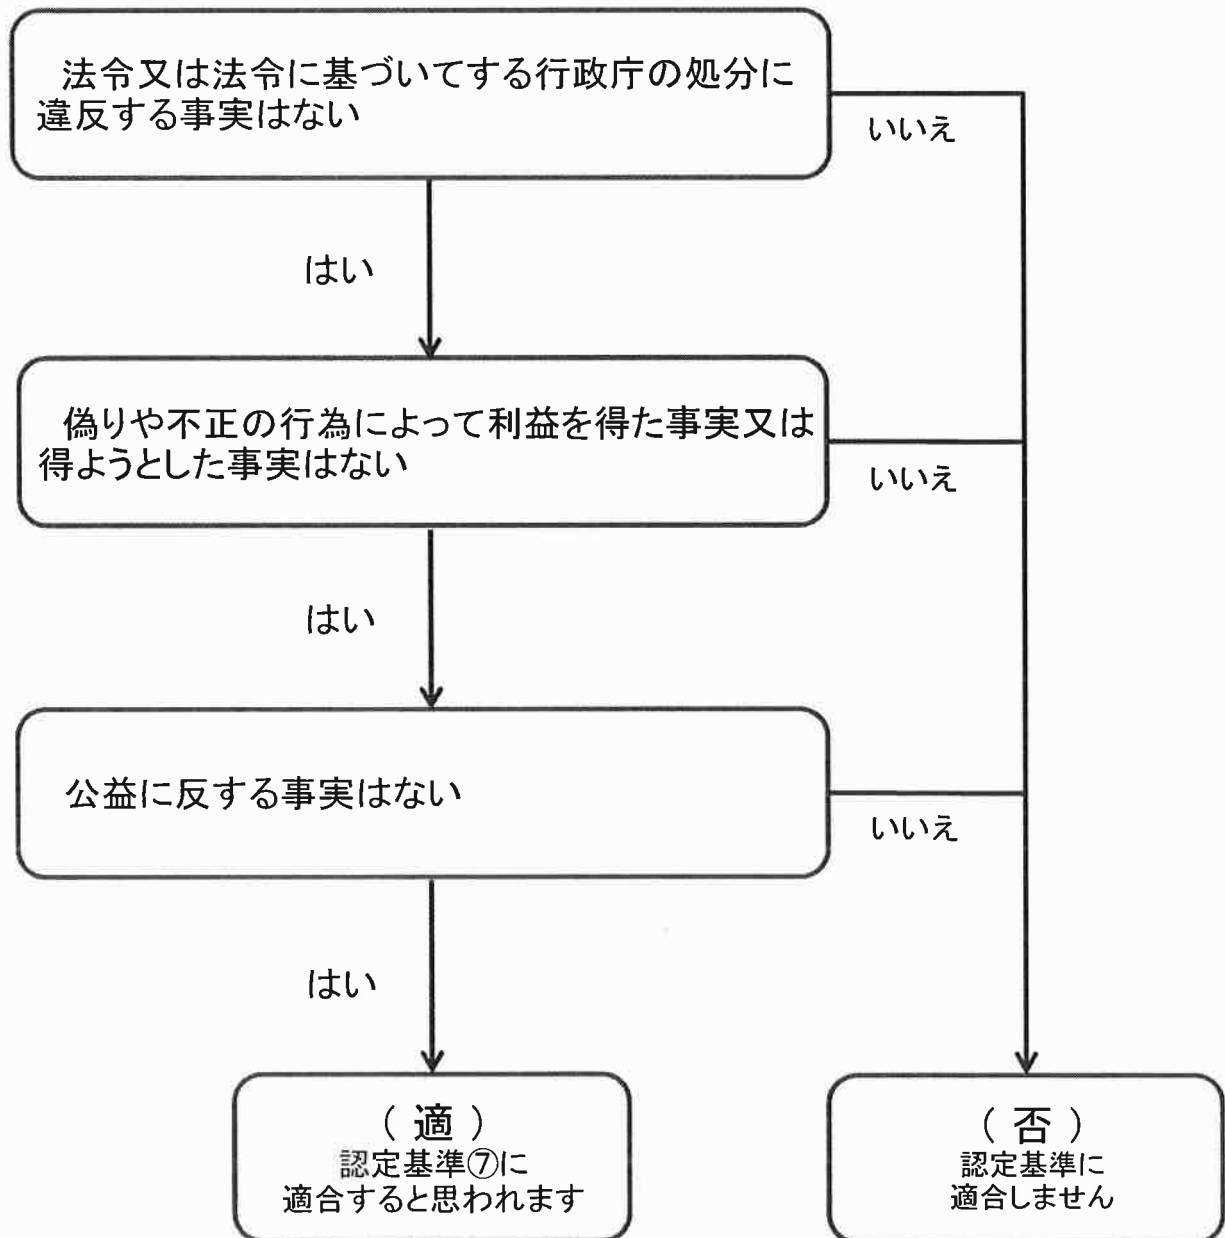 法令又は法令に基づいてする行政庁の処分に
違反する事実はない
いいえ
はい
偽りや不正の行為によって利益を得た事実又は
得ようとした事実はない
いいえ
はい
公益に反する事実はない
いいえ
はい
（ 適 ）
認定基準⑦に
適合すると思われます
（ 否 ）
認定基準に
適合しません